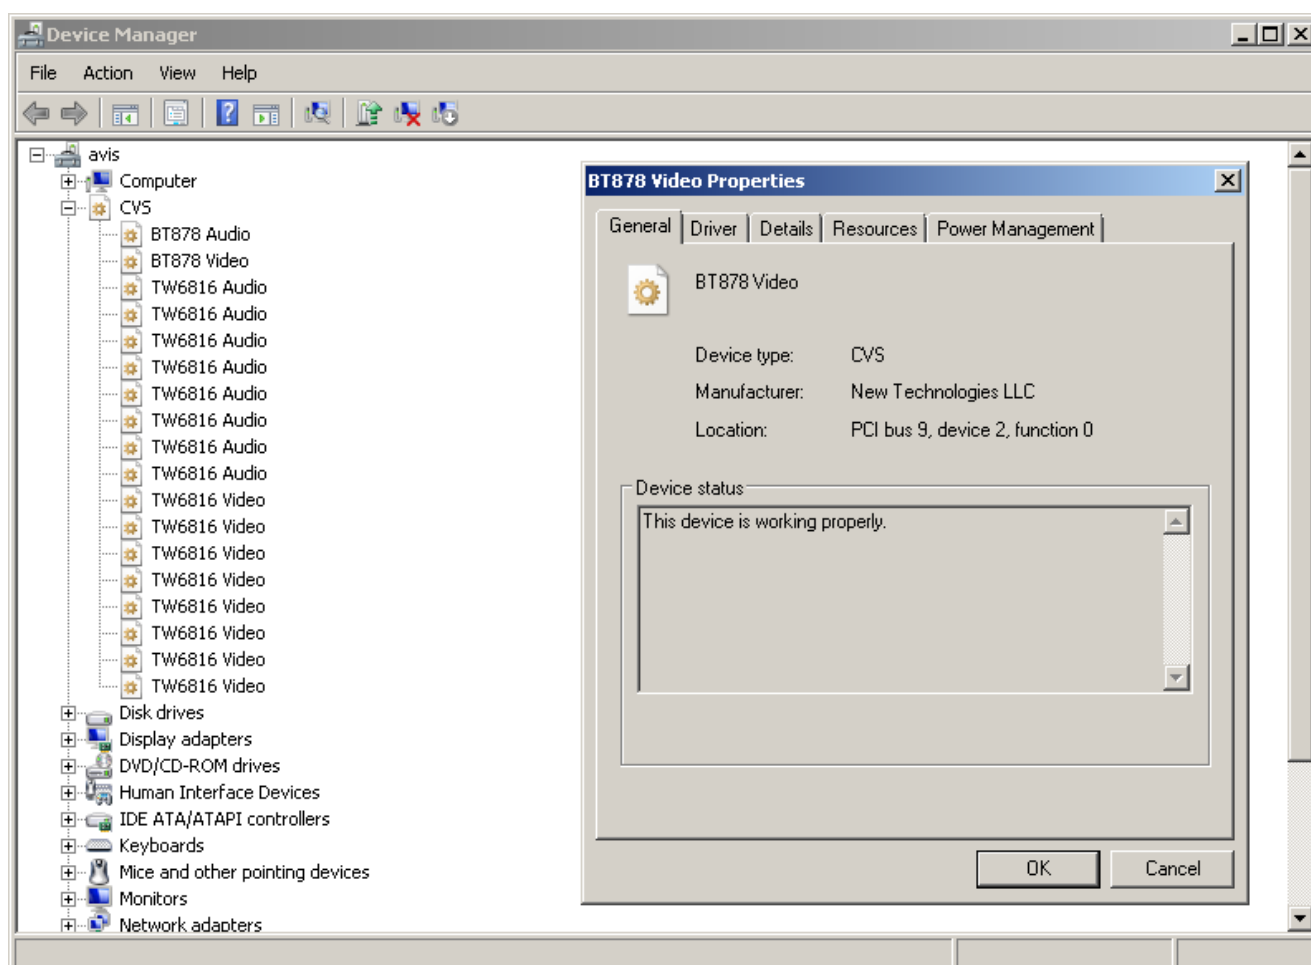 Device Manager
File Action View Help
avis
Computer
CVS
BT878 Audio
BT878 Video
TW6816 Audio
TW6816 Audio
TW6816 Audio
TW6816 Audio
TW6816 Audio
TW6816 Audio
TW6816 Audio
TW6816 Audio
TW6816 Video
TW6816 Video
TW6816 Video
TW6816 Video
TW6816 Video
TW6816 Video
TW6816 Video
TW6816 Video
Disk drives
Display adapters
DVD/CD-ROM drives
Human Interface Devices
IDE ATA/ATAPI controllers
Keyboards
Mice and other pointing devices
Monitors
Network adapters
BT878 Video Properties
General Driver Details Resources Power Management
BT878 Video
Device type: CVS
Manufacturer: New Technologies LLC
Location: PCI bus 9, device 2, function 0
Device status
This device is working properly.
OK Cancel